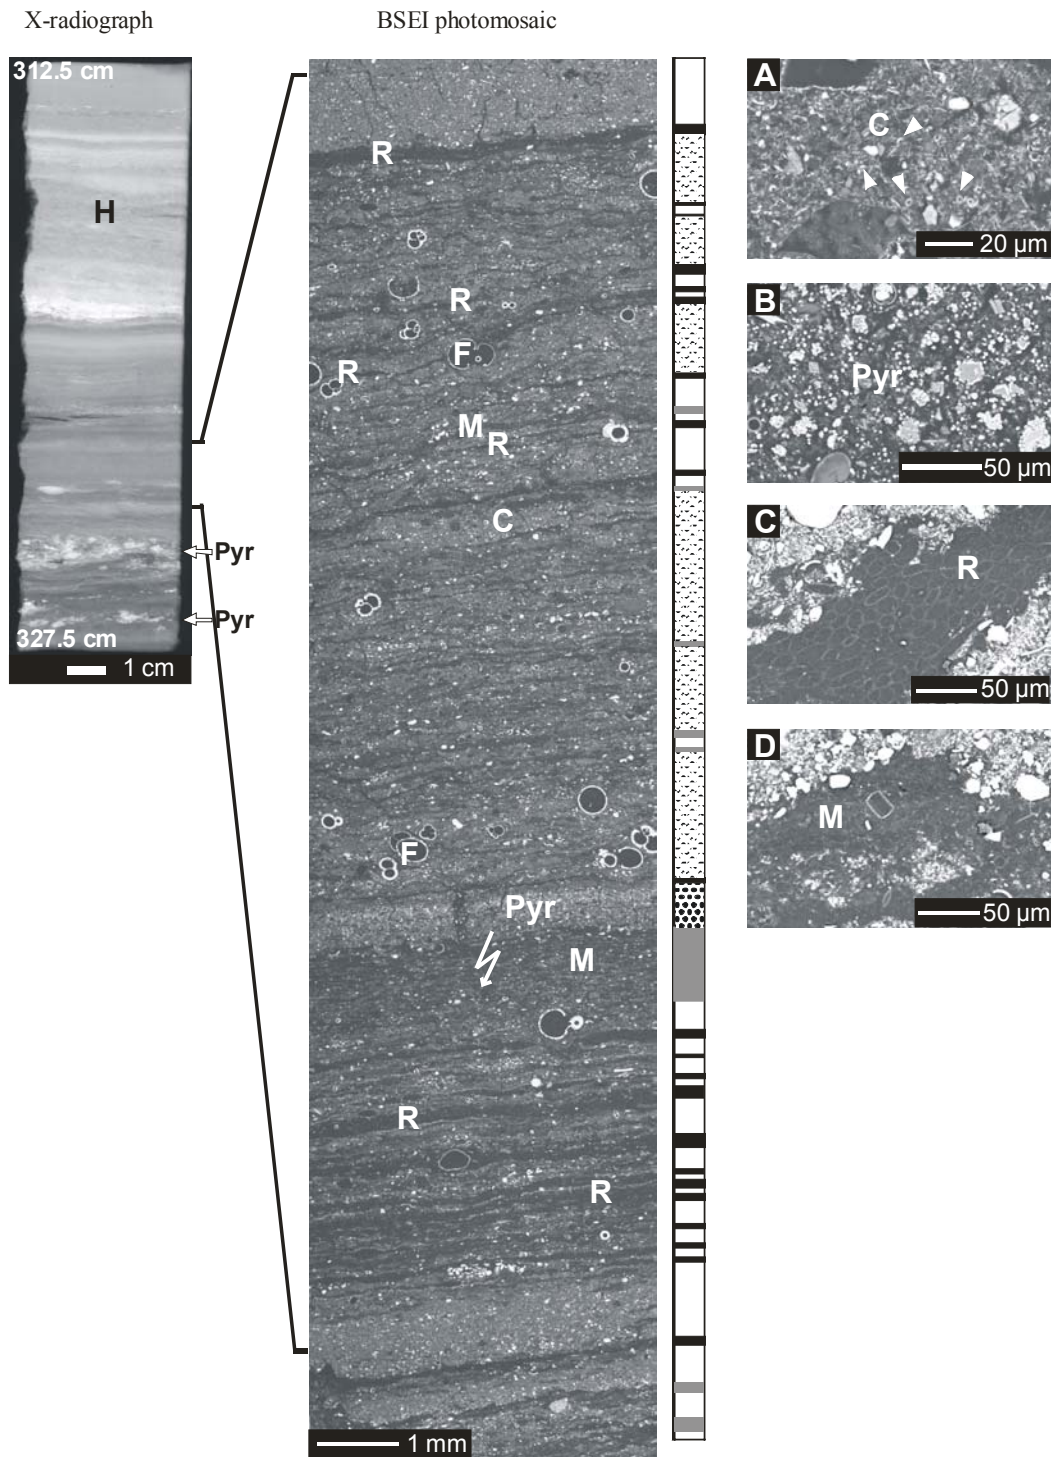 X-radiograph
BSEI photomosaic
312.5 cm
H
Pyr
Pyr
327.5 cm
1 cm
R
R
F
R
M
R
C
F
Pyr
M
R
R
1 mm
A
C
20 µm
B
Pyr
50 µm
C
R
50 µm
D
M
50 µm